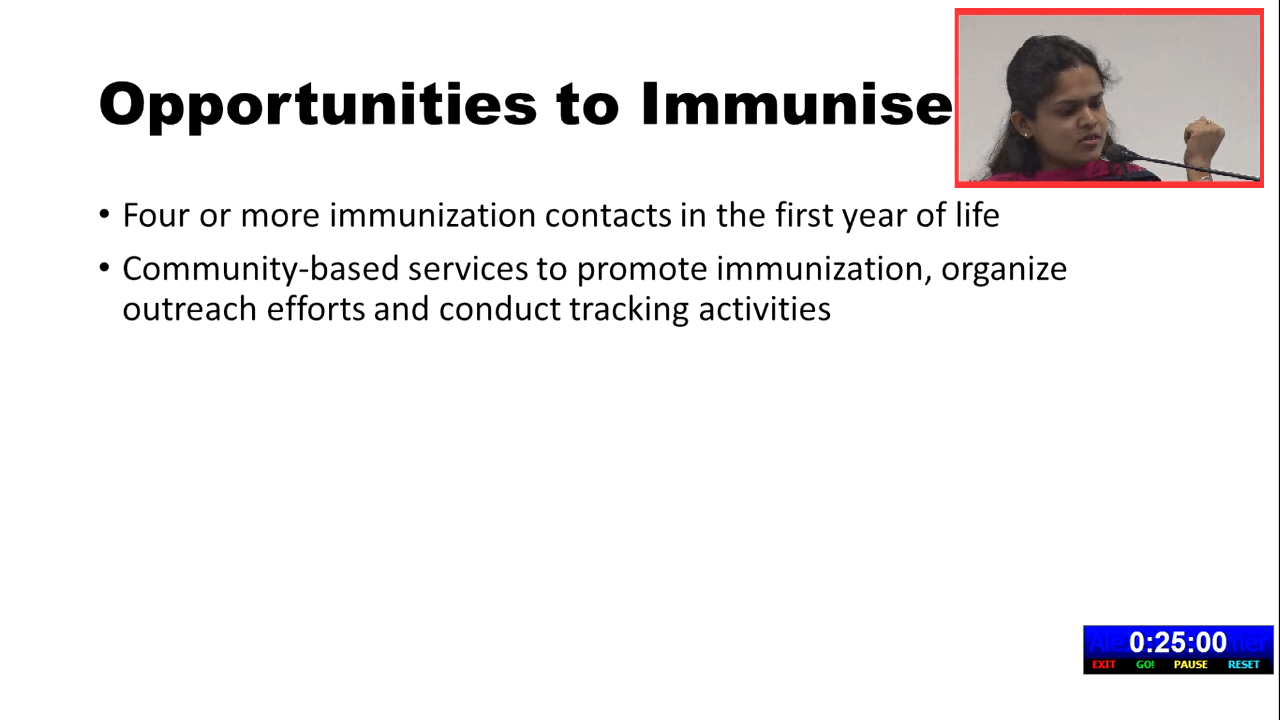 Opportunities to Immunise
• Four or more immunization contacts in the first year of life
• Community-based services to promote immunization, organize
outreach efforts and conduct tracking activities
0:25:00
EXIT GO! PAUSE RESET